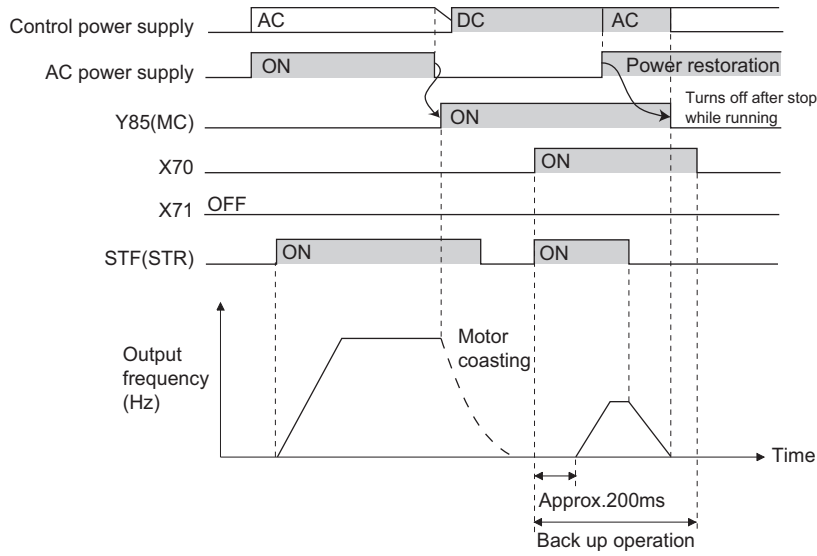 Control power supply
AC
DC
AC
AC power supply
ON
Power restoration
Y85(MC)
ON
Turns off after stop
while running
X70
ON
X71
OFF
STF(STR)
ON
ON
Output
frequency
(Hz)
Motor
coasting
Time
Approx.200ms
Back up operation